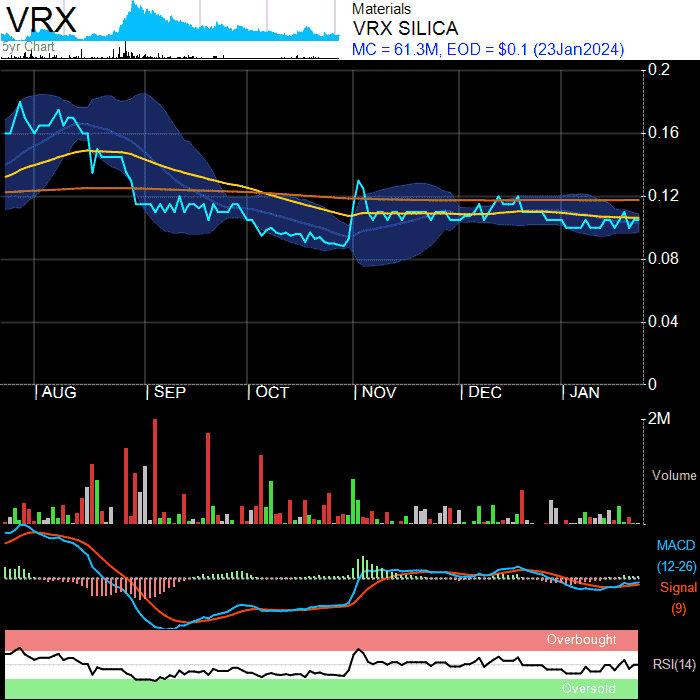 VRX
5yr Chart
Materials
VRX SILICA
MC = 61.3M, EOD = $0.1 (23Jan2024)
0.2
0.16
0.12
0.08
0.04
0
| AUG | SEP | OCT | NOV | DEC | JAN
2M
Volume
MACD
(12-26)
Signal
(9)
Overbought
RSI(14)
Oversold